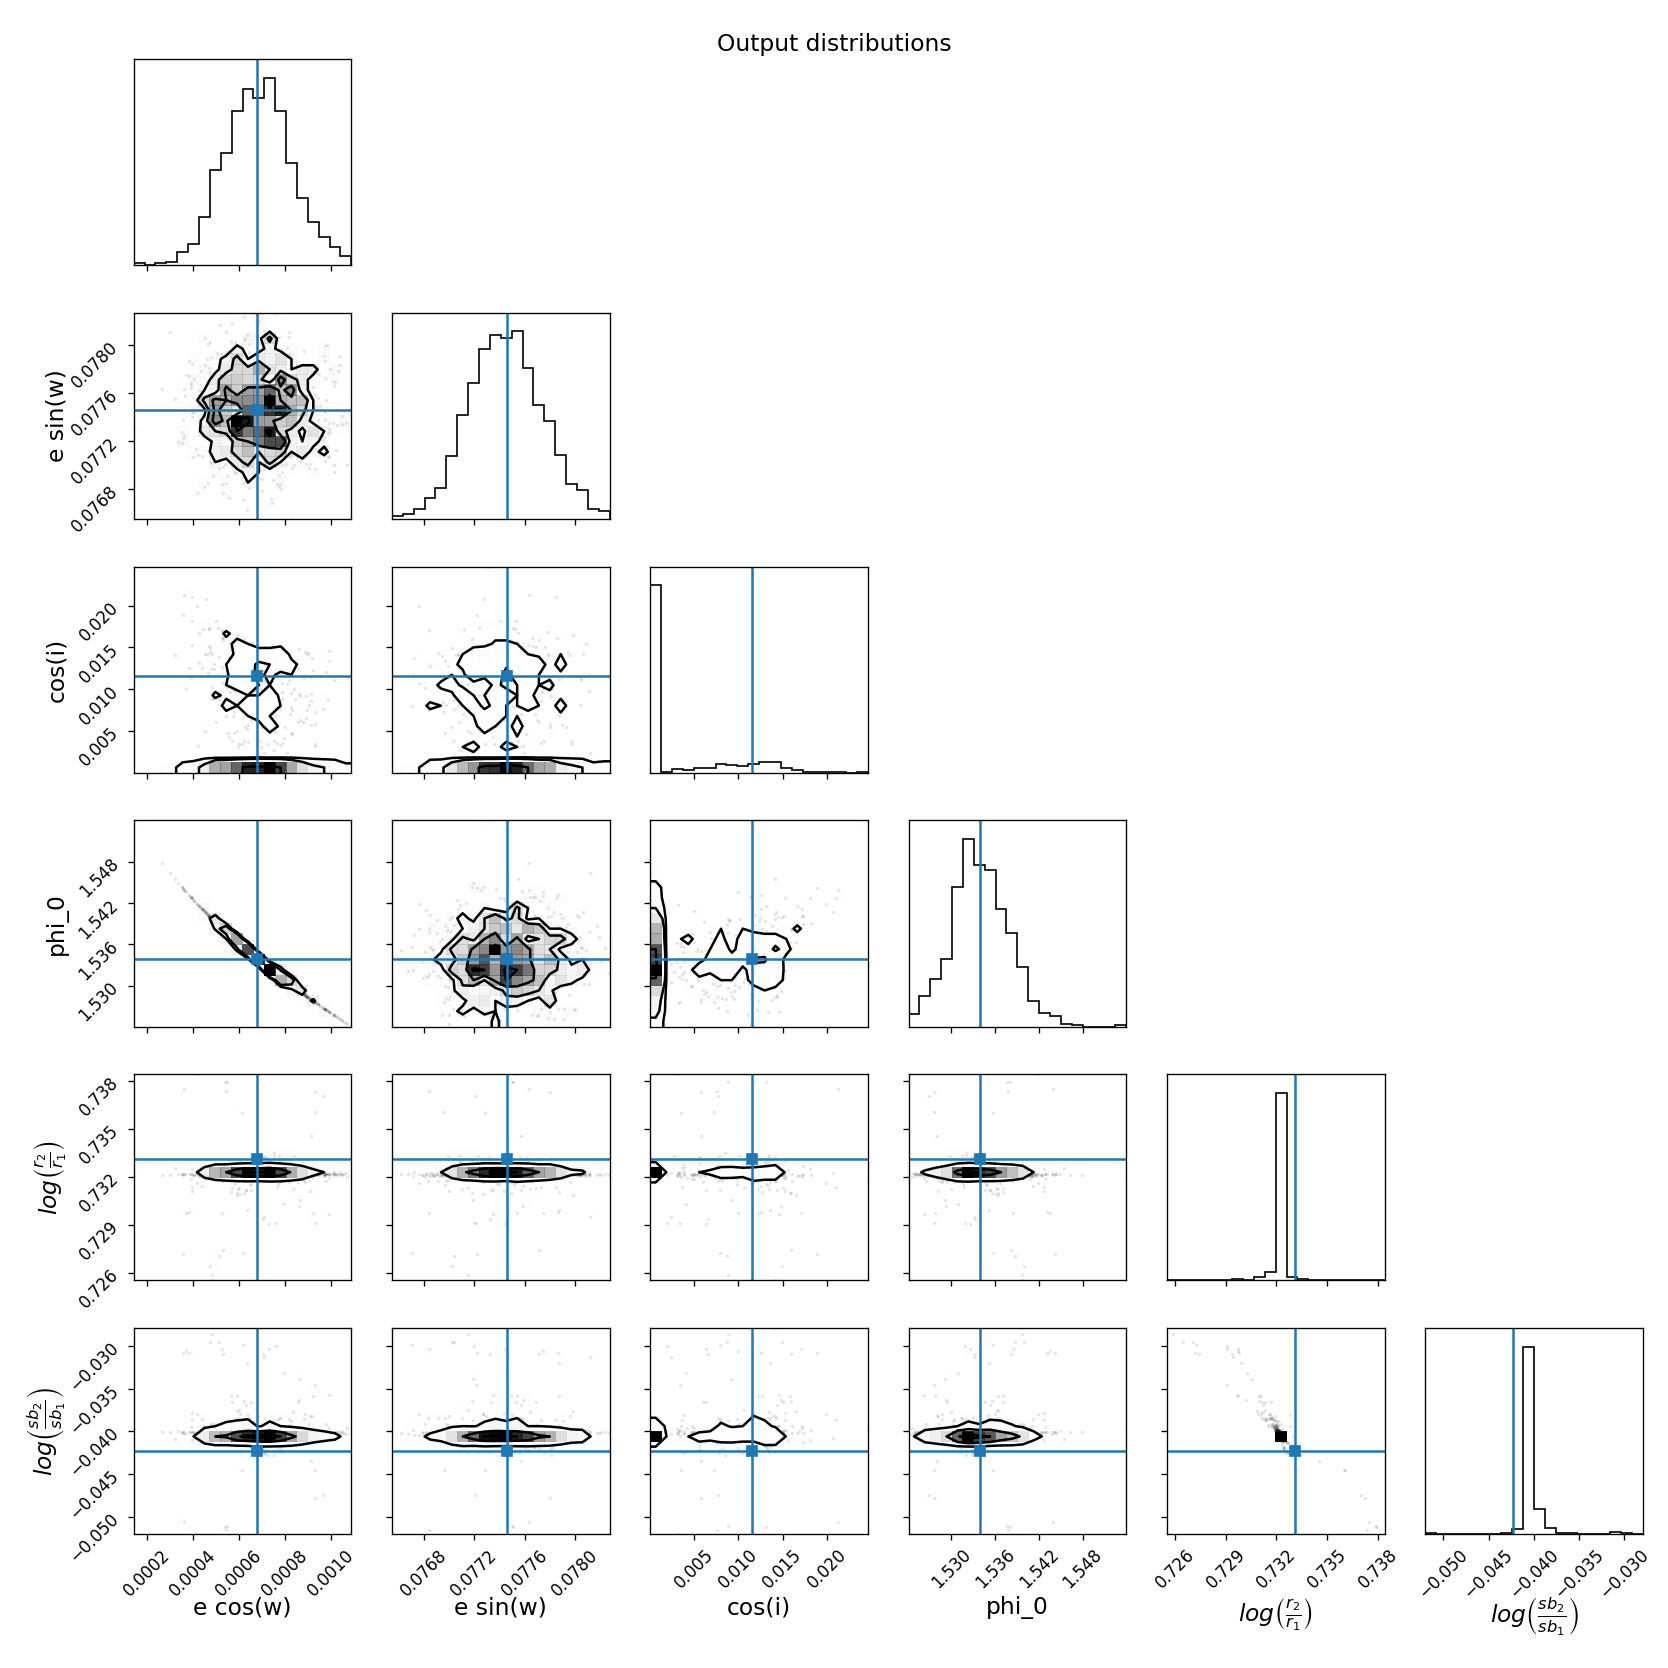 Output distributions
e sin(w)
0.0780
0.0776
0.0772
0.0768
cos(i)
0.020
0.015
0.010
0.005
phi_0
1.548
1.542
1.536
1.530
log(r₂/r₁)
0.738
0.735
0.732
0.729
0.726
log(sb₂/sb₁)
−0.030
−0.035
−0.040
−0.045
−0.050
0.0002 0.0004 0.0006 0.0008 0.0010
0.0768 0.0772 0.0776 0.0780
0.005 0.010 0.015 0.020
1.530 1.536 1.542 1.548
0.726 0.729 0.732 0.735 0.738
−0.050 −0.045 −0.040 −0.035 −0.030
e cos(w) e sin(w) cos(i) phi_0 log(r₂/r₁) log(sb₂/sb₁)